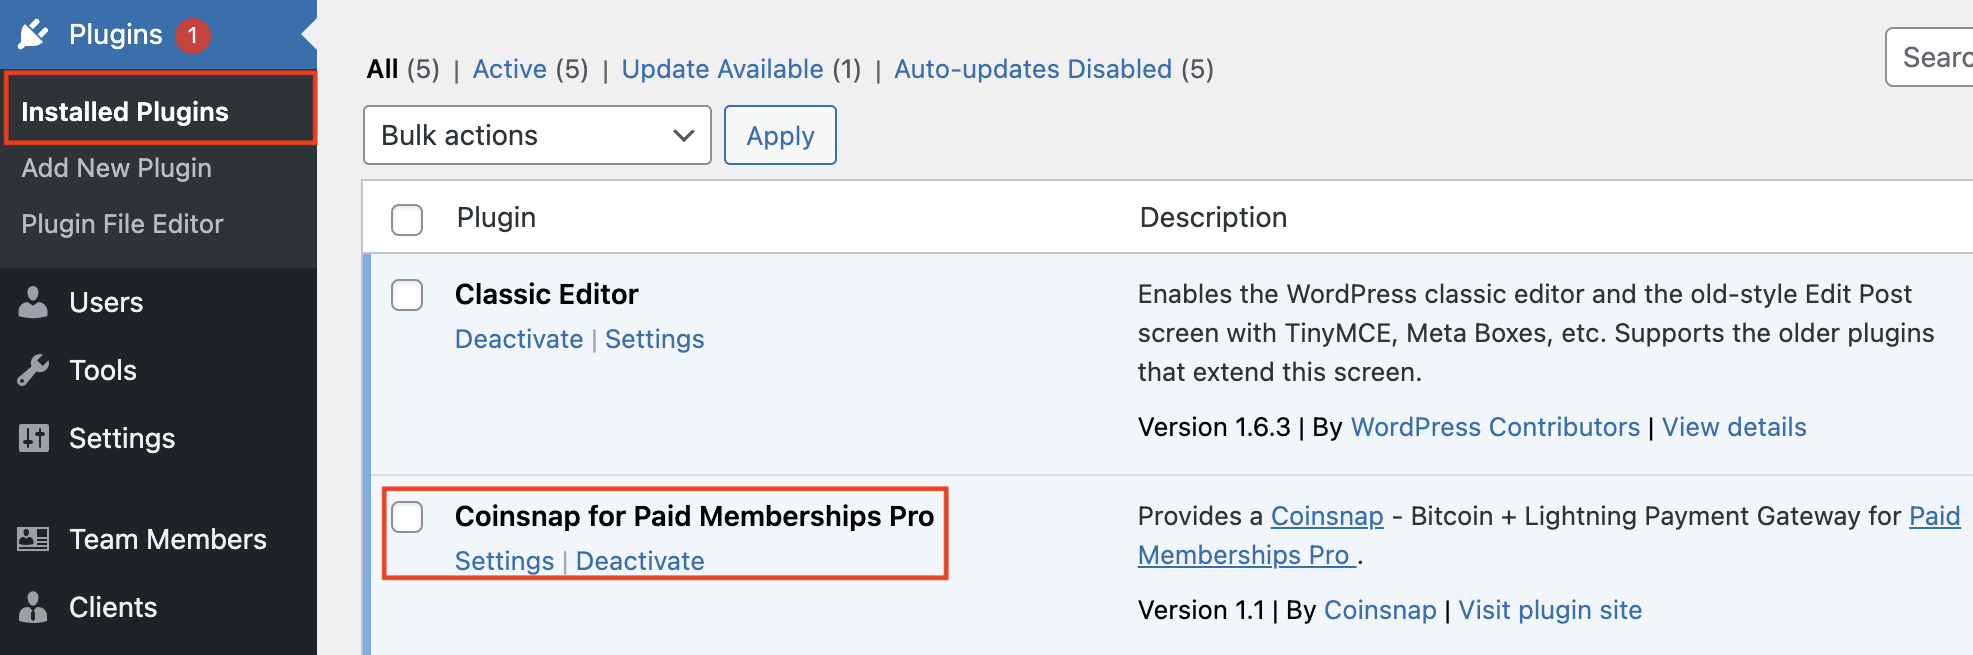 Plugins 1
Installed Plugins
Add New Plugin
Plugin File Editor
Users
Tools
Settings
Team Members
Clients
All (5) | Active (5) | Update Available (1) | Auto-updates Disabled (5)
Searc
Bulk actions
Apply
Plugin
Description
Classic Editor
Deactivate | Settings
Enables the WordPress classic editor and the old-style Edit Post
screen with TinyMCE, Meta Boxes, etc. Supports the older plugins
that extend this screen.
Version 1.6.3 | By WordPress Contributors | View details
Coinsnap for Paid Memberships Pro
Settings | Deactivate
Provides a Coinsnap - Bitcoin + Lightning Payment Gateway for Paid
Memberships Pro .
Version 1.1 | By Coinsnap | Visit plugin site